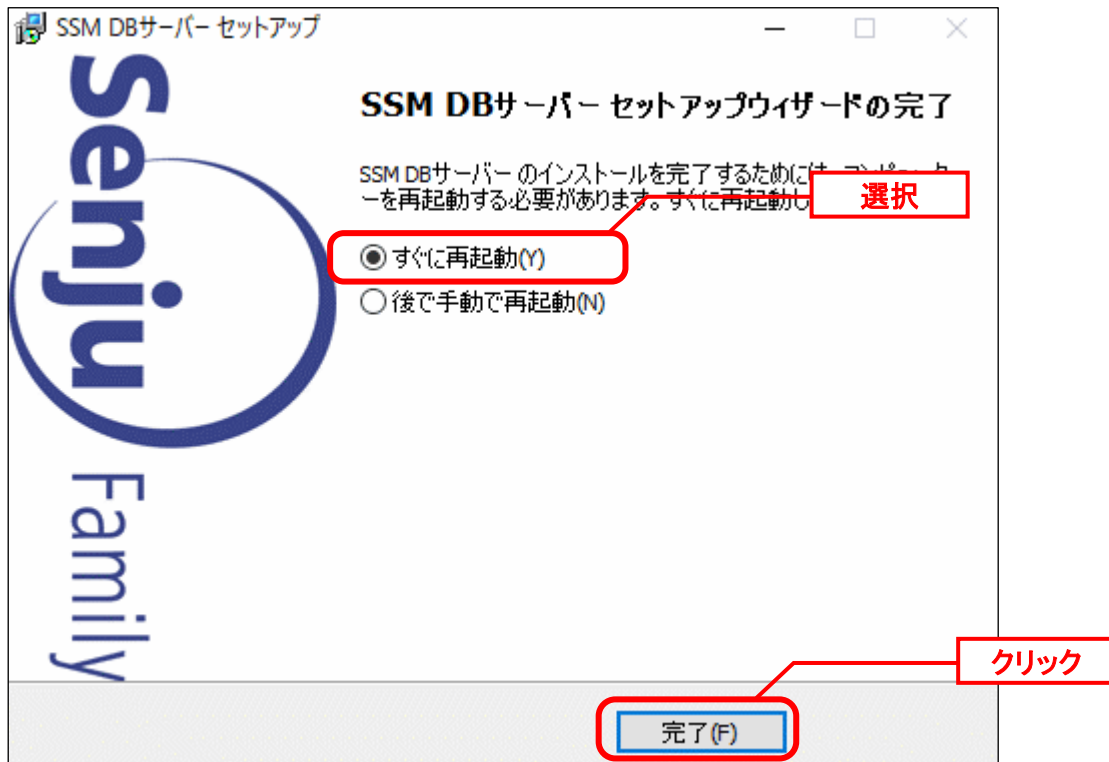 SSM DBサーバー セットアップ
Senju Family
SSM DBサーバー セットアップウィザードの完了
SSM DBサーバー のインストールを完了するためには、コンピュータ
ーを再起動する必要があります。すぐに再起動し
選択
すぐに再起動(Y)
後で手動で再起動(N)
クリック
完了(F)